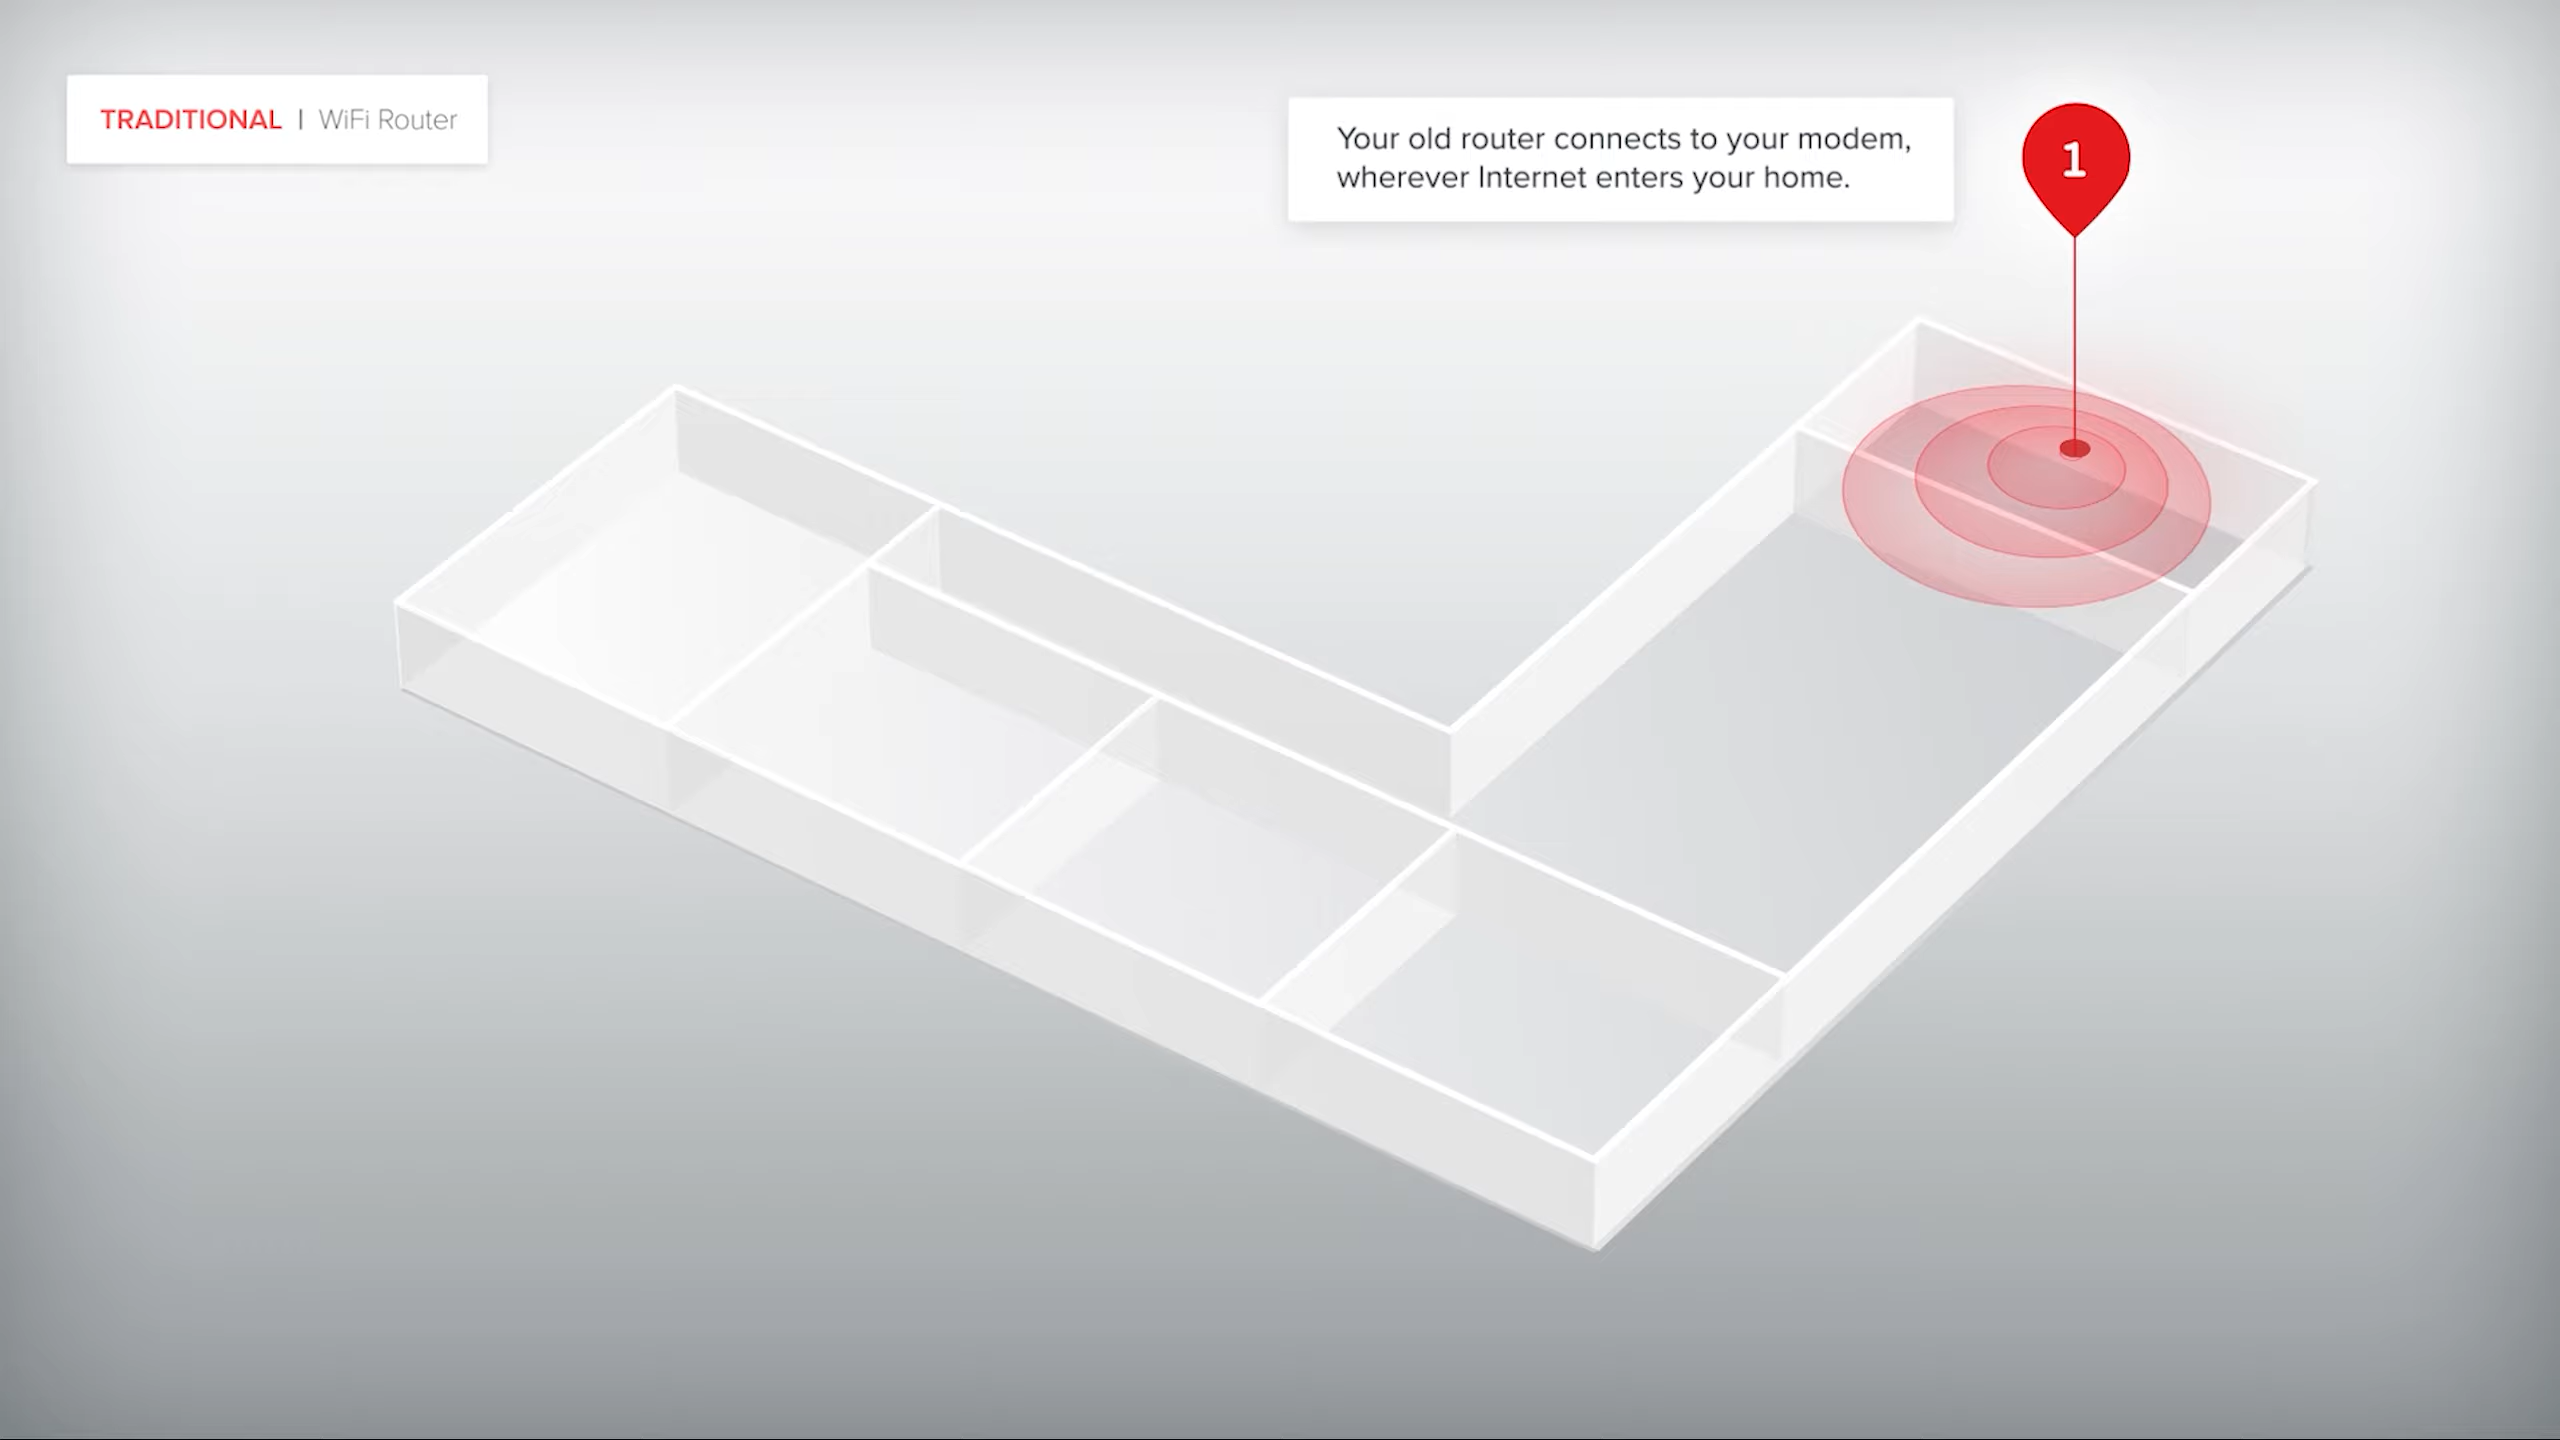 TRADITIONAL | WiFi Router
Your old router connects to your modem,
wherever Internet enters your home.
1